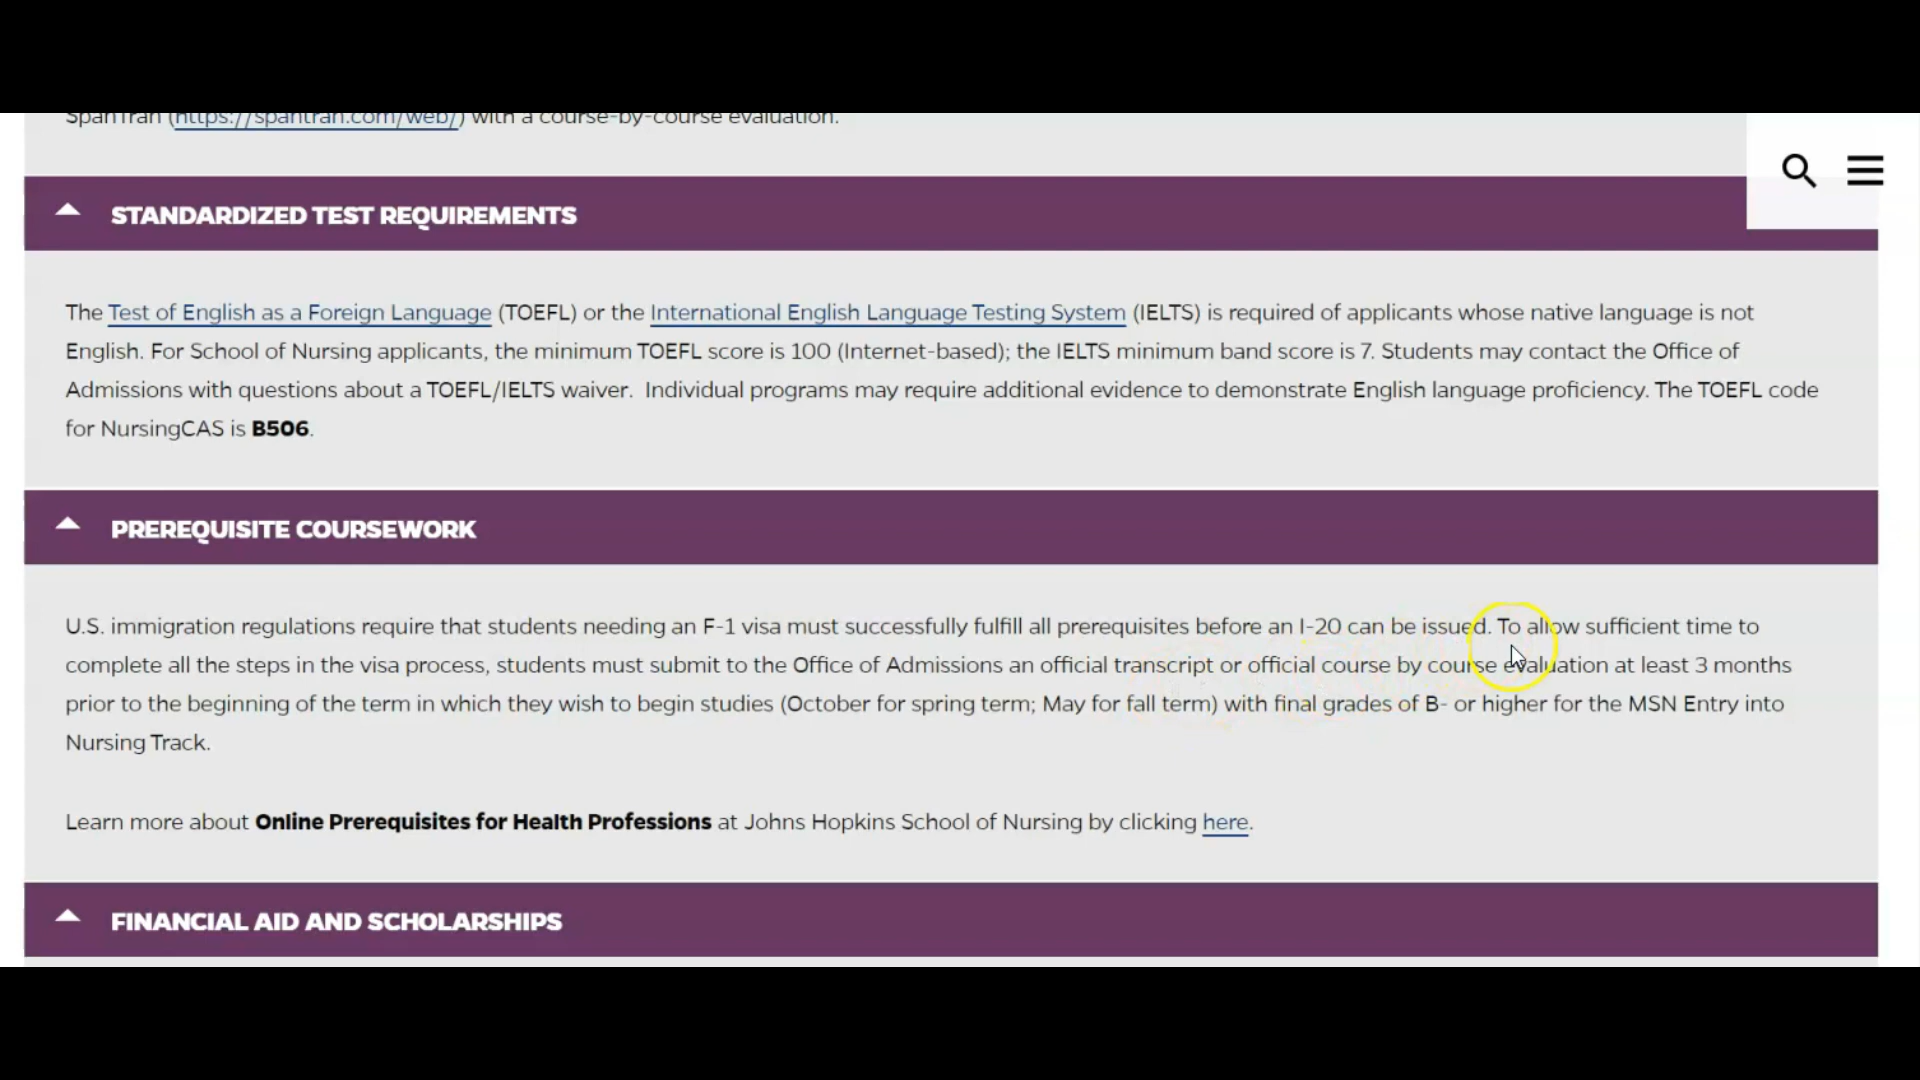 SpanTran (https://spantran.com/web/) with a course-by-course evaluation.
STANDARDIZED TEST REQUIREMENTS
The Test of English as a Foreign Language (TOEFL) or the International English Language Testing System (IELTS) is required of applicants whose native language is not
English. For School of Nursing applicants, the minimum TOEFL score is 100 (Internet-based); the IELTS minimum band score is 7. Students may contact the Office of
Admissions with questions about a TOEFL/IELTS waiver. Individual programs may require additional evidence to demonstrate English language proficiency. The TOEFL code
for NursingCAS is B506.
PREREQUISITE COURSEWORK
U.S. immigration regulations require that students needing an F-1 visa must successfully fulfill all prerequisites before an I-20 can be issued. To allow sufficient time to
complete all the steps in the visa process, students must submit to the Office of Admissions an official transcript or official course by course evaluation at least 3 months
prior to the beginning of the term in which they wish to begin studies (October for spring term; May for fall term) with final grades of B- or higher for the MSN Entry into
Nursing Track.
Learn more about Online Prerequisites for Health Professions at Johns Hopkins School of Nursing by clicking here.
FINANCIAL AID AND SCHOLARSHIPS